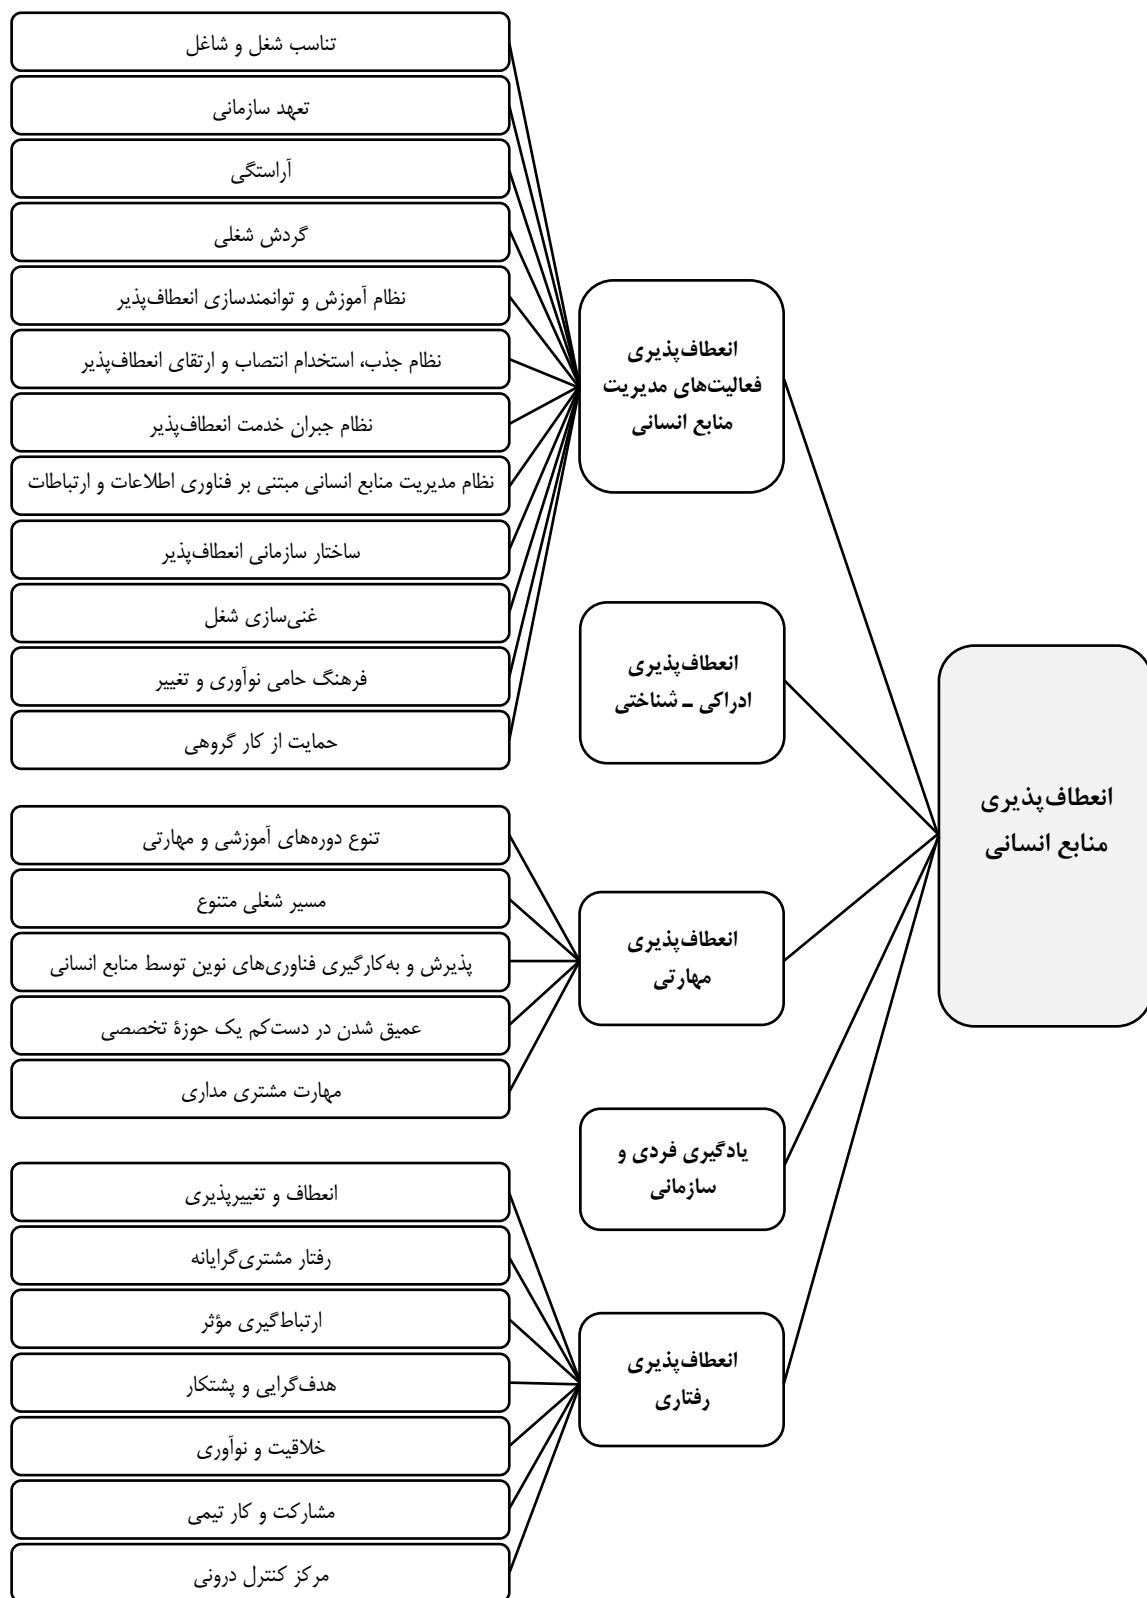 انعطاف‌پذیری
منابع انسانی
انعطاف‌پذیری
فعالیت‌های مدیریت
منابع انسانی
تناسب شغل و شاغل
تعهد سازمانی
آراستگی
گردش شغلی
نظام آموزش و توانمندسازی انعطاف‌پذیر
نظام جذب، استخدام انتصاب و ارتقای انعطاف‌پذیر
نظام جبران خدمت انعطاف‌پذیر
نظام مدیریت منابع انسانی مبتنی بر فناوری اطلاعات و ارتباطات
ساختار سازمانی انعطاف‌پذیر
غنی‌سازی شغل
فرهنگ حامی نوآوری و تغییر
حمایت از کار گروهی
انعطاف‌پذیری
ادراکی ـ شناختی
انعطاف‌پذیری
مهارتی
تنوع دوره‌های آموزشی و مهارتی
مسیر شغلی متنوع
پذیرش و به‌کارگیری فناوری‌های نوین توسط منابع انسانی
عمیق شدن در دست‌کم یک حوزۀ تخصصی
مهارت مشتری مداری
یادگیری فردی و
سازمانی
انعطاف‌پذیری
رفتاری
انعطاف و تغییرپذیری
رفتار مشتری‌گرایانه
ارتباط‌گیری مؤثر
هدف‌گرایی و پشتکار
خلاقیت و نوآوری
مشارکت و کار تیمی
مرکز کنترل درونی